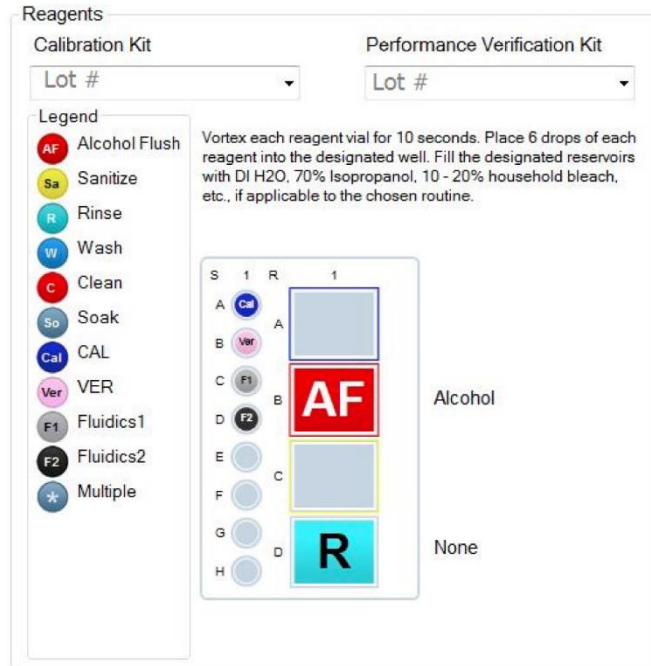 Reagents
Calibration Kit
Performance Verification Kit
Lot #
Lot #
Legend
AF Alcohol Flush
Sa Sanitize
R Rinse
W Wash
C Clean
So Soak
Cal CAL
Ver VER
F1 Fluidics1
F2 Fluidics2
* Multiple
Vortex each reagent vial for 10 seconds. Place 6 drops of each
reagent into the designated well. Fill the designated reservoirs
with DI H2O, 70% Isopropanol, 10 - 20% household bleach,
etc., if applicable to the chosen routine.
S 1 R 1
A Cal
A
B Ver
C F1
B AF Alcohol
D F2
E
C
F
G
D R None
H